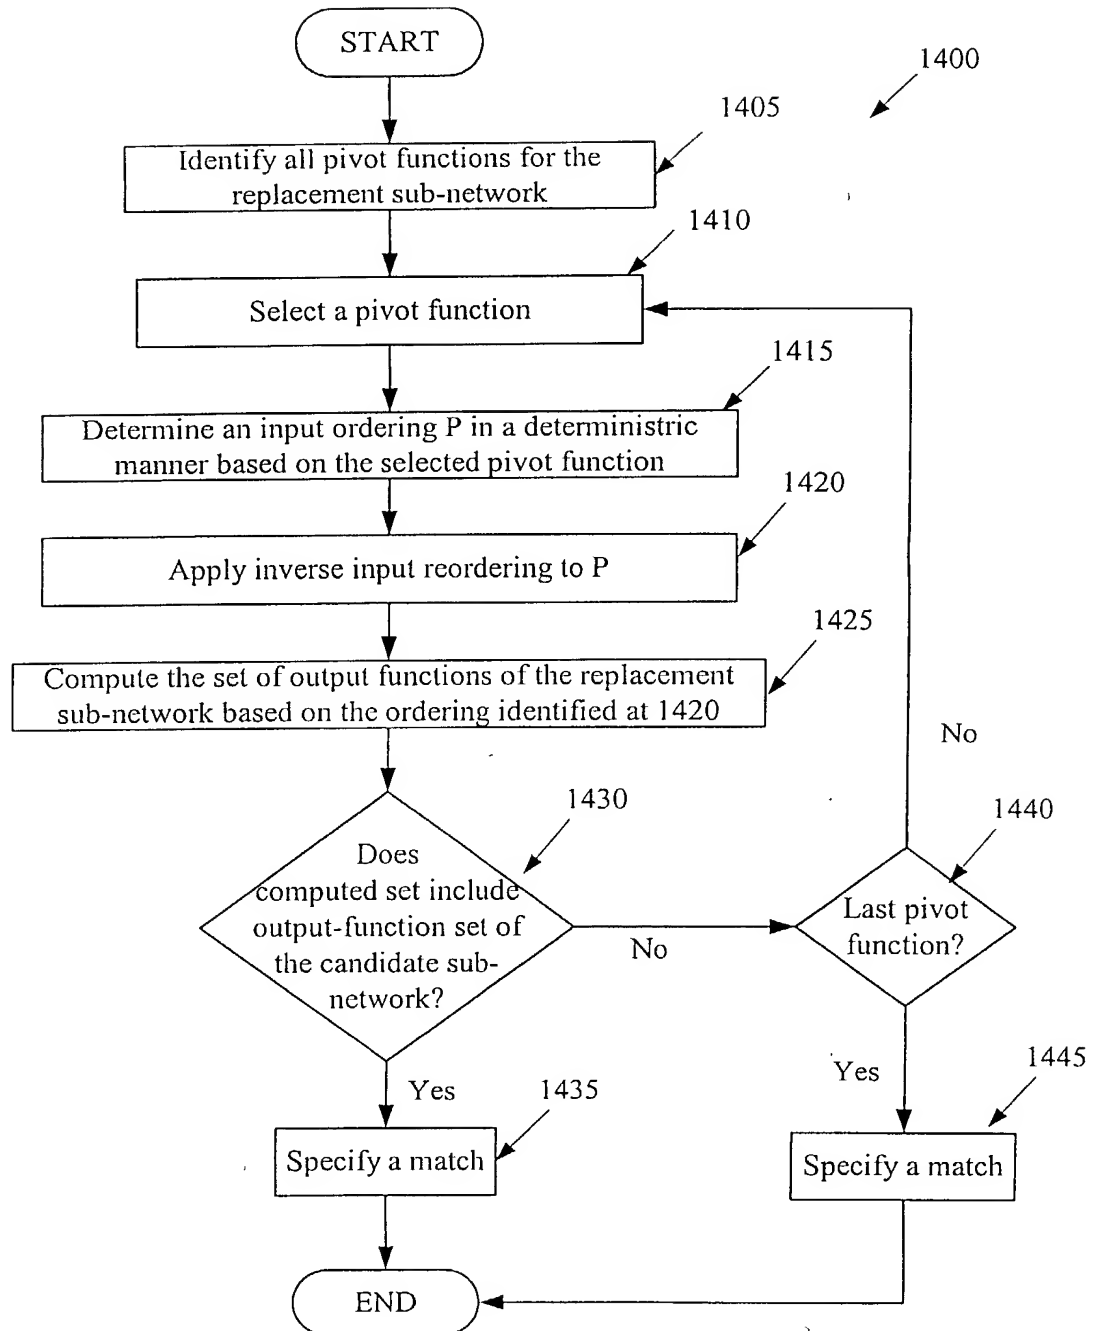 START
1400
1405
Identify all pivot functions for the
replacement sub-network
1410
Select a pivot function
1415
Determine an input ordering P in a deterministric
manner based on the selected pivot function
1420
Apply inverse input reordering to P
1425
Compute the set of output functions of the replacement
sub-network based on the ordering identified at 1420
No
1430
1440
Does
computed set include
output-function set of
the candidate sub-
network?
No
Last pivot
function?
Yes
1435
Yes
1445
Specify a match
Specify a match
END